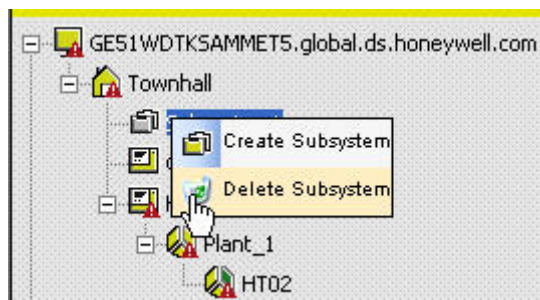 GE51WDTKSAMMET5.global.ds.honeywell.com
Townhall
Create Subsystem
Delete Subsystem
Plant_1
HT02